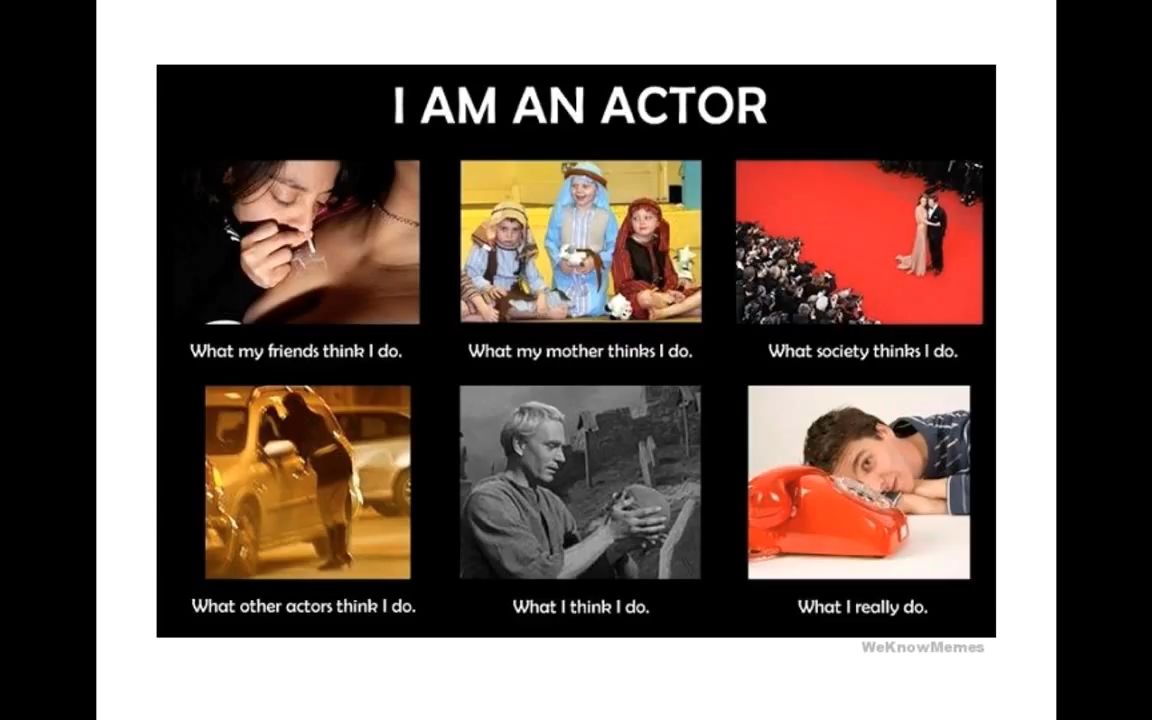 I AM AN ACTOR
What my friends think I do.
What my mother thinks I do.
What society thinks I do.
What other actors think I do.
What I think I do.
What I really do.
WeKnowMemes